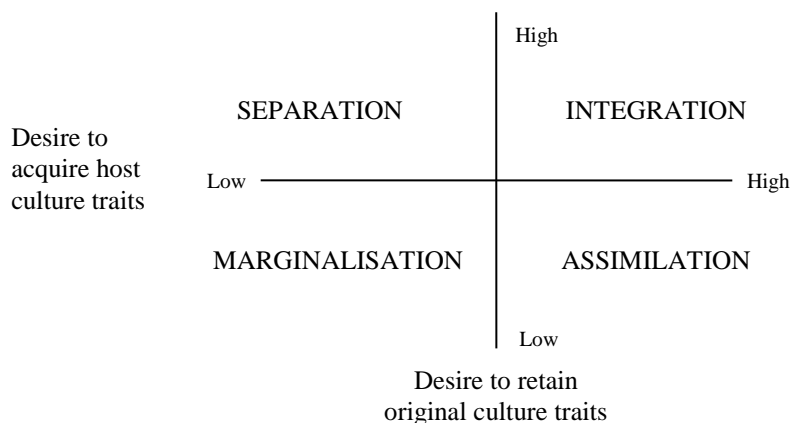 High
SEPARATION
INTEGRATION
Desire to
acquire host
culture traits
Low
High
MARGINALISATION
ASSIMILATION
Low
Desire to retain
original culture traits